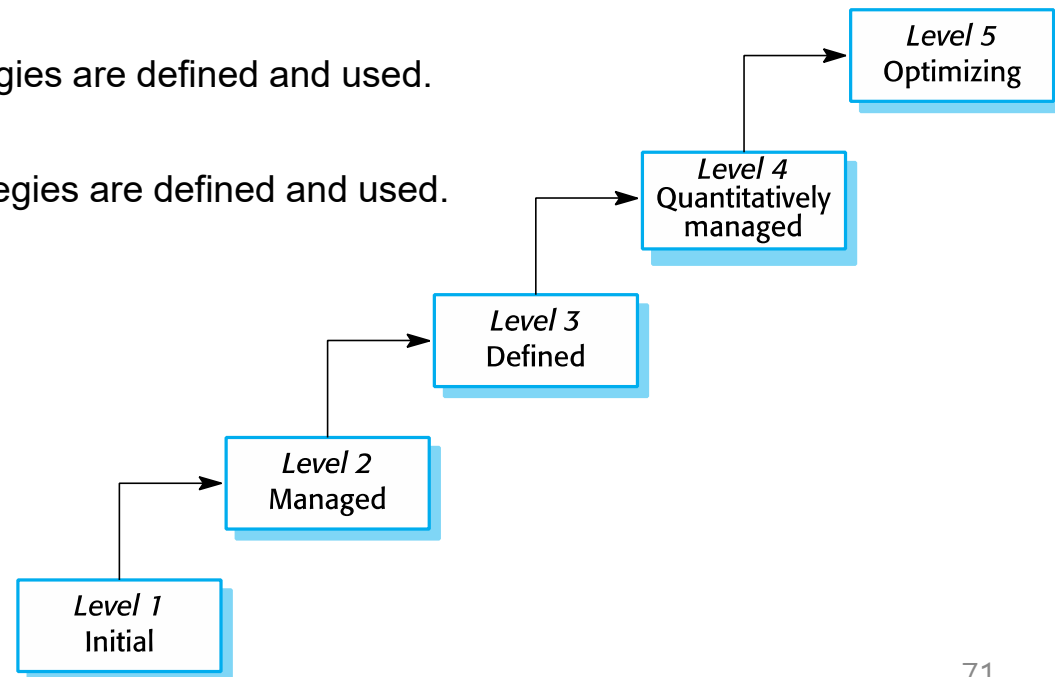 gies are defined and used.
egies are defined and used.
Level 5
Optimizing
Level 4
Quantitatively
managed
Level 3
Defined
Level 2
Managed
Level 1
Initial
71